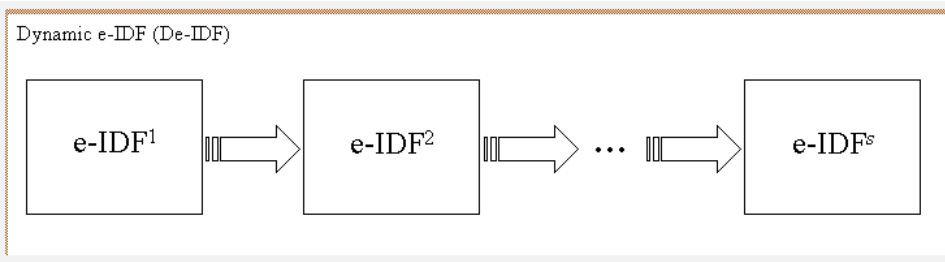 Dynamic e-IDF (De-IDF)
e-IDF¹ e-IDF² ... e-IDFˢ